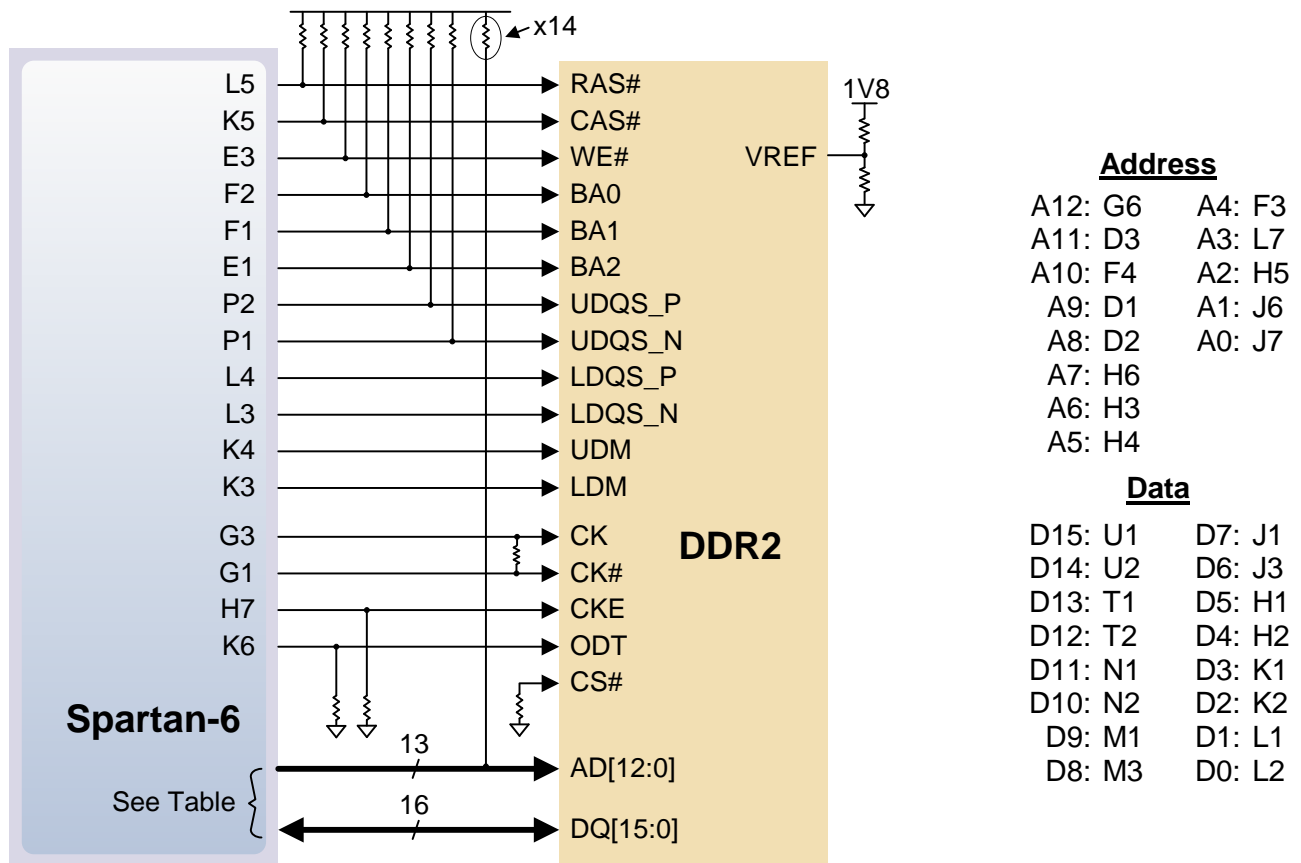 x14
L5 RAS#
K5 CAS#
E3 WE#
F2 BA0
F1 BA1
E1 BA2
P2 UDQS_P
P1 UDQS_N
L4 LDQS_P
L3 LDQS_N
K4 UDM
K3 LDM
G3 CK
G1 CK#
H7 CKE
K6 ODT
CS#
1V8
VREF
DDR2
Spartan-6
13
AD[12:0]
See Table
16
DQ[15:0]
Address
A12: G6 A4: F3
A11: D3 A3: L7
A10: F4 A2: H5
A9: D1 A1: J6
A8: D2 A0: J7
A7: H6
A6: H3
A5: H4
Data
D15: U1 D7: J1
D14: U2 D6: J3
D13: T1 D5: H1
D12: T2 D4: H2
D11: N1 D3: K1
D10: N2 D2: K2
D9: M1 D1: L1
D8: M3 D0: L2